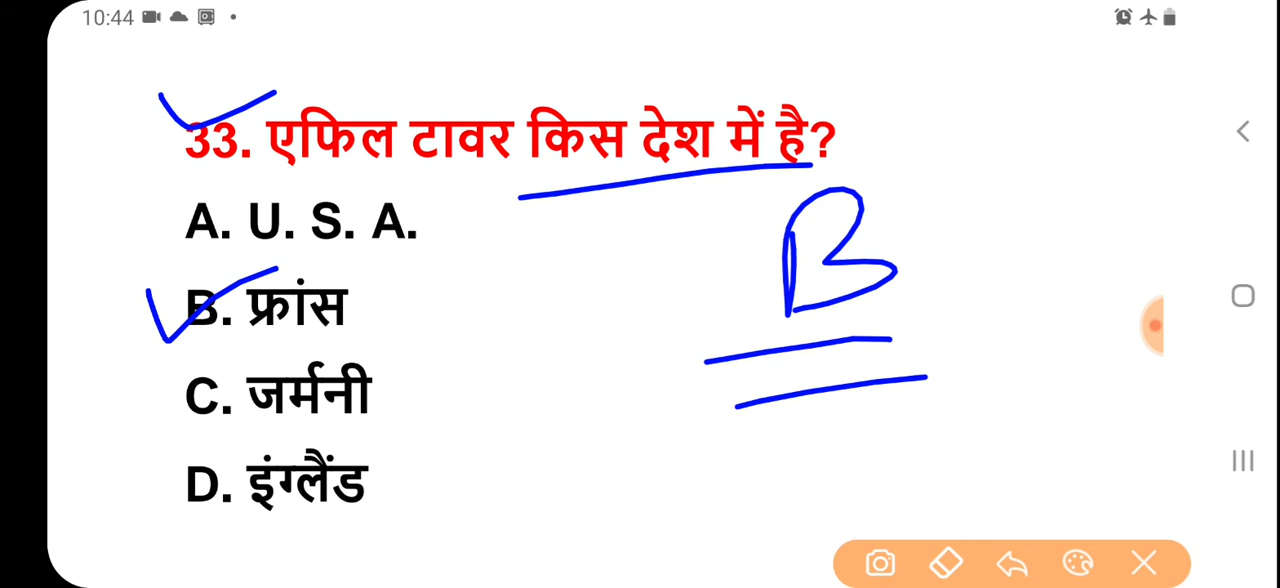 10:44
33. एफिल टावर किस देश में है?
A. U. S. A.
B. फ्रांस
B
C. जर्मनी
D. इंग्लैंड